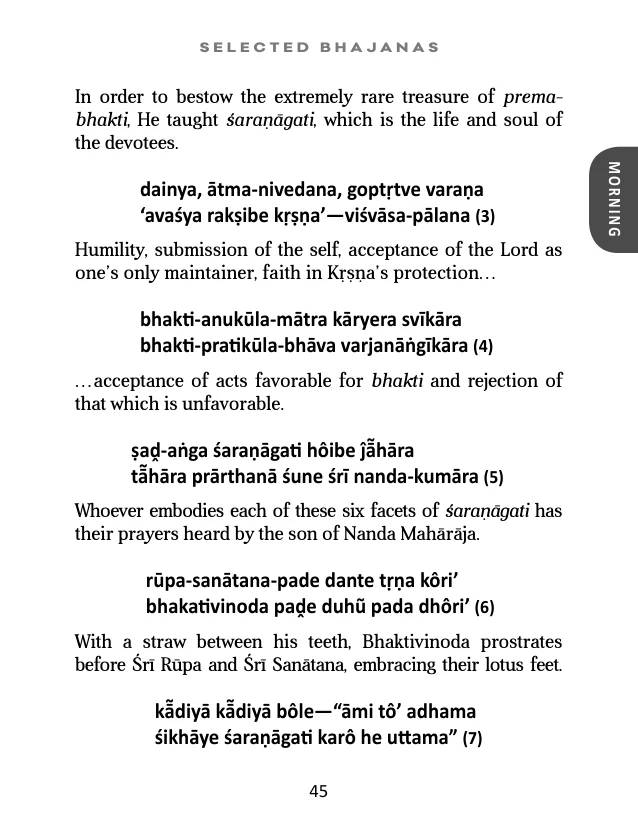 SELECTED BHAJANAS
In order to bestow the extremely rare treasure of prema-
bhakti, He taught śaraṇāgati, which is the life and soul of
the devotees.
dainya, ātma-nivedana, goptṛtve varaṇa
‘avaśya rakṣibe kṛṣṇa’—viśvāsa-pālana (3)
Humility, submission of the self, acceptance of the Lord as
one’s only maintainer, faith in Kṛṣṇa’s protection…
bhakti-anukūla-mātra kāryera svīkāra
bhakti-pratikūla-bhāva varjanāṅgīkāra (4)
…acceptance of acts favorable for bhakti and rejection of
that which is unfavorable.
ṣaḓ-aṅga śaraṇāgati hôibe ĵā̃hāra
tā̃hāra prārthanā śune śrī nanda-kumāra (5)
Whoever embodies each of these six facets of śaraṇāgati has
their prayers heard by the son of Nanda Mahārāja.
rūpa-sanātana-pade dante tṛṇa kôri’
bhakativinoda paḓe duhũ pada dhôri’ (6)
With a straw between his teeth, Bhaktivinoda prostrates
before Śrī Rūpa and Śrī Sanātana, embracing their lotus feet.
kā̃diyā kā̃diyā bôle—“āmi tô’ adhama
śikhāye śaraṇāgati karô he uttama” (7)
MORNING
45